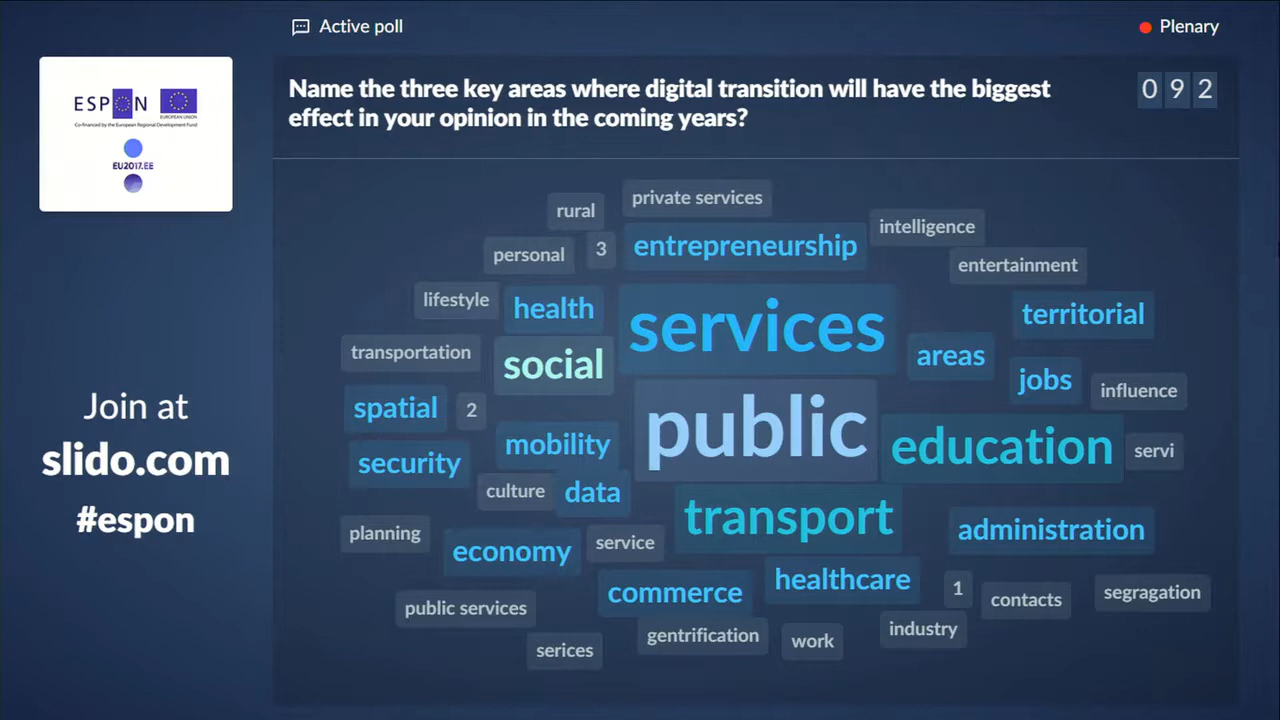 Active poll
Plenary
ESPON
EUROPEAN UNION
Co-financed by the European Regional Development Fund
EU2017.EE
Name the three key areas where digital transition will have the biggest
effect in your opinion in the coming years?
0 9 2
private services
rural
intelligence
personal
3
entrepreneurship
entertainment
lifestyle
health
services
territorial
transportation
social
areas
jobs
influence
spatial
2
mobility
public
education
servi
security
culture
data
transport
planning
economy
service
administration
commerce
healthcare
1
contacts
segragation
public services
gentrification
work
industry
serices
Join at
slido.com
#espon